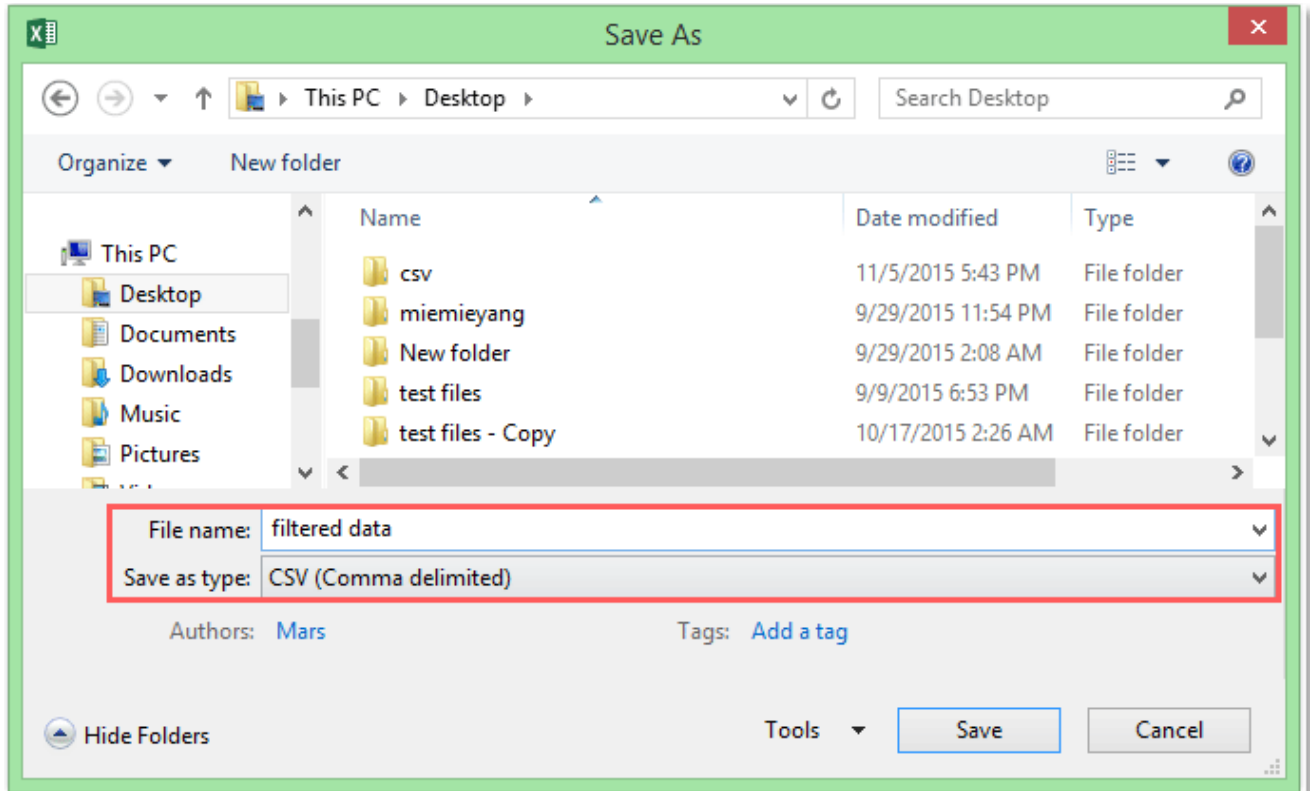 Save As
This PC Desktop Search Desktop
Organize New folder
Name Date modified Type
This PC
Desktop
Documents
Downloads
Music
Pictures
csv 11/5/2015 5:43 PM File folder
miemieyang 9/29/2015 11:54 PM File folder
New folder 9/29/2015 2:08 AM File folder
test files 9/9/2015 6:53 PM File folder
test files - Copy 10/17/2015 2:26 AM File folder
File name: filtered data
Save as type: CSV (Comma delimited)
Authors: Mars Tags: Add a tag
Hide Folders Tools Save Cancel